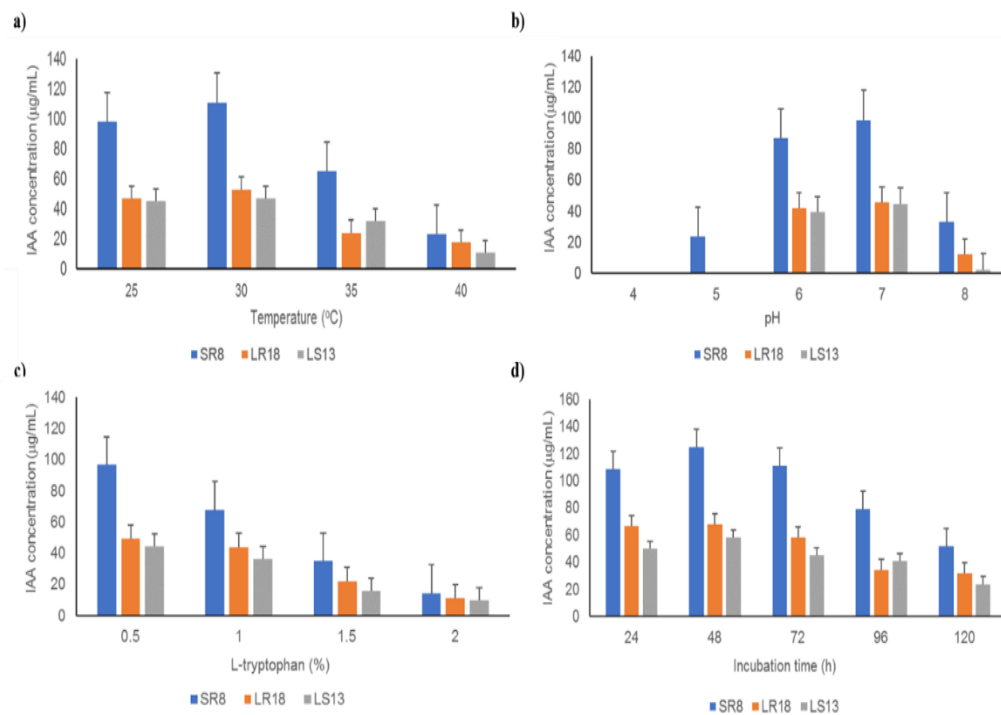 a)
IAA concentration (µg/mL)
140
120
100
80
60
40
20
0
25 30 35 40
Temperature (⁰C)
SR8 LR18 LS13
b)
IAA concentration (µg/mL)
140
120
100
80
60
40
20
0
4 5 6 7 8
pH
SR8 LR18 LS13
c)
IAA concentration (µg/mL)
140
120
100
80
60
40
20
0
0.5 1 1.5 2
L-tryptophan (%)
SR8 LR18 LS13
d)
IAA concentration (µg/mL)
160
140
120
100
80
60
40
20
0
24 48 72 96 120
Incubation time (h)
SR8 LR18 LS13